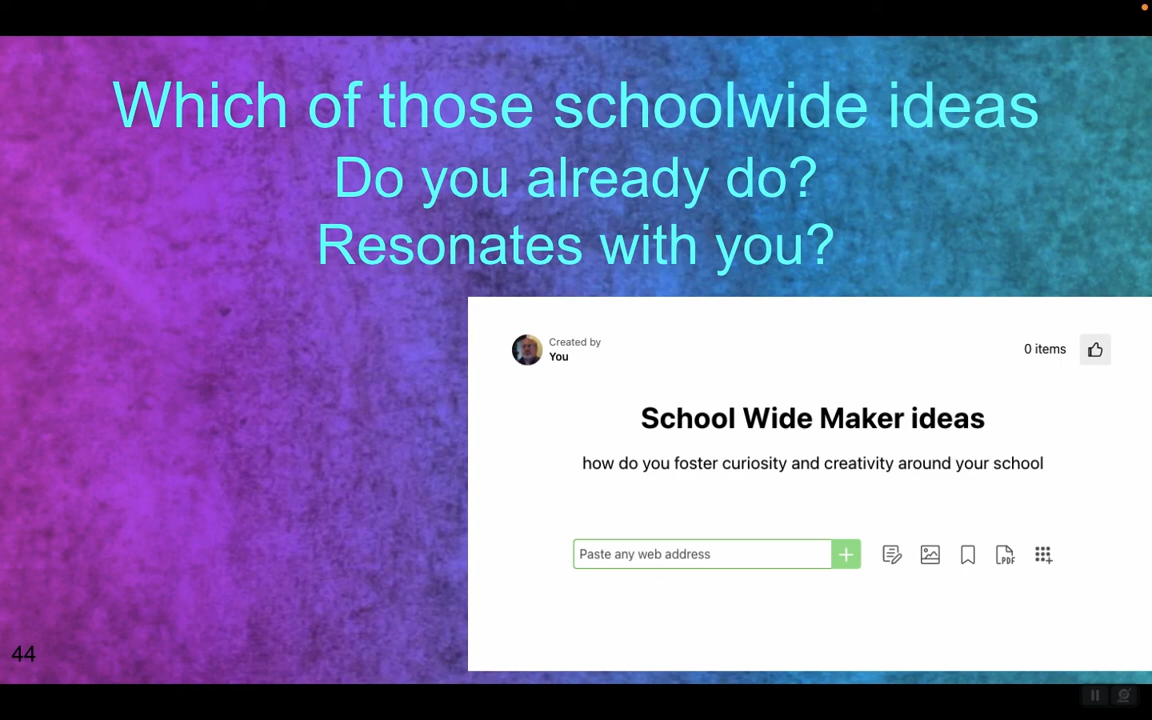 Which of those schoolwide ideas
Do you already do?
Resonates with you?
Created by
You
0 items
School Wide Maker ideas
how do you foster curiosity and creativity around your school
Paste any web address
PDF
44